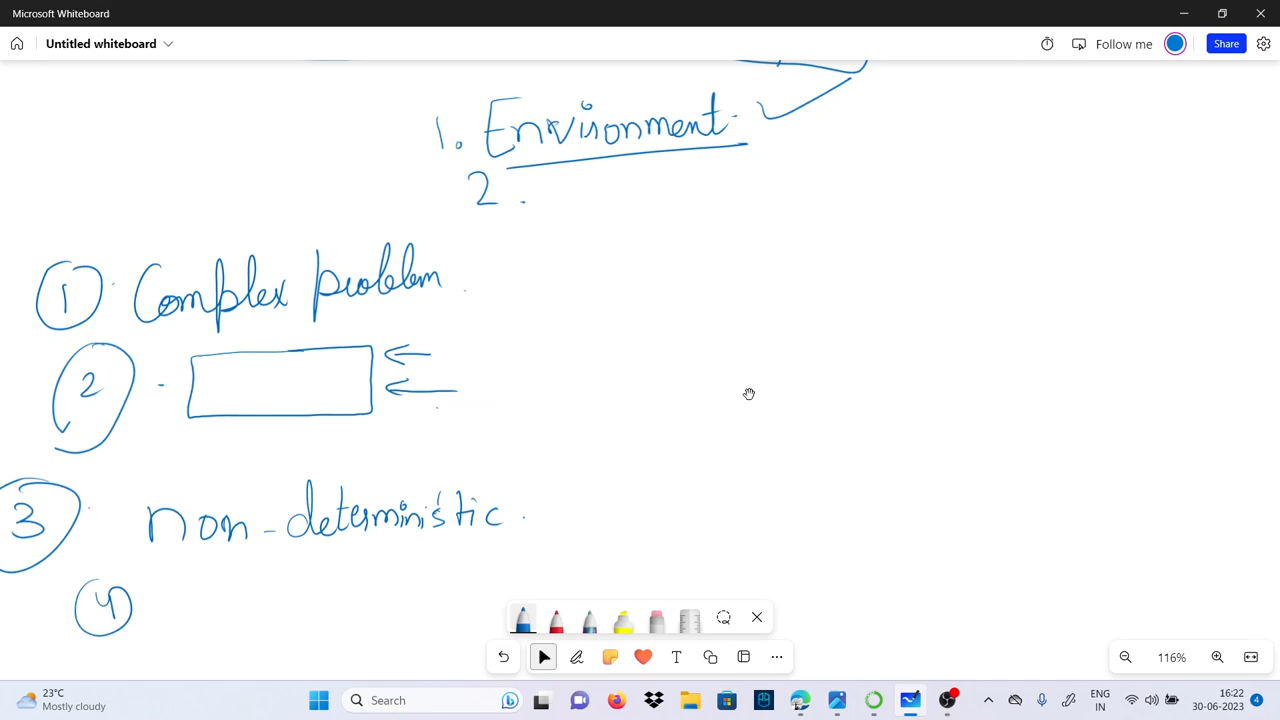 Microsoft Whiteboard
Untitled whiteboard
Follow me
Share
1. Environment.
2.
1. Complex problem.
2.
3. non-deterministic.
4
116%
23°C
Mostly cloudy
Search
ENG
IN
16:22
30-06-2023
4